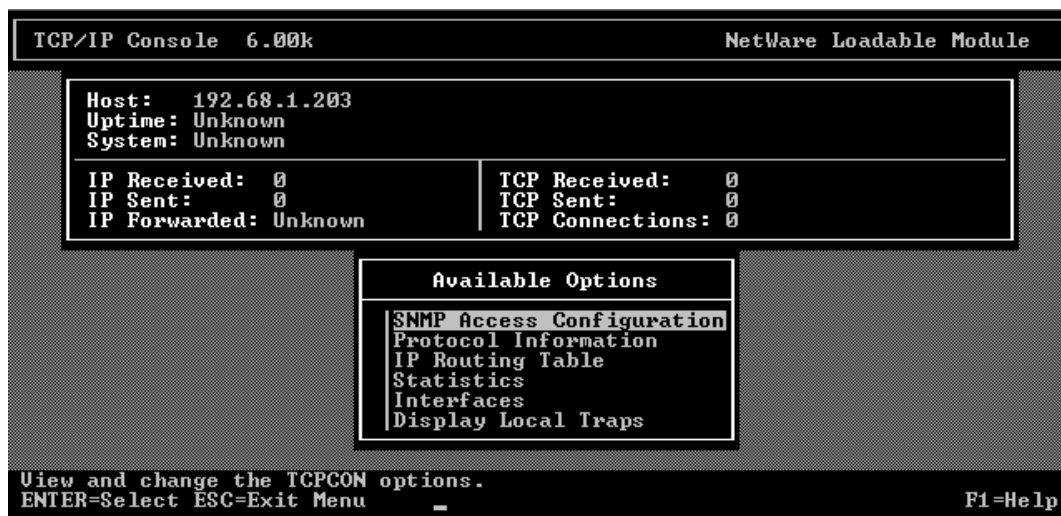 TCP/IP Console 6.00k NetWare Loadable Module
Host: 192.68.1.203
Uptime: Unknown
System: Unknown
IP Received: 0
IP Sent: 0
IP Forwarded: Unknown
TCP Received: 0
TCP Sent: 0
TCP Connections: 0
Available Options
SNMP Access Configuration
Protocol Information
IP Routing Table
Statistics
Interfaces
Display Local Traps
View and change the TCPCON options.
ENTER=Select ESC=Exit Menu F1=Help